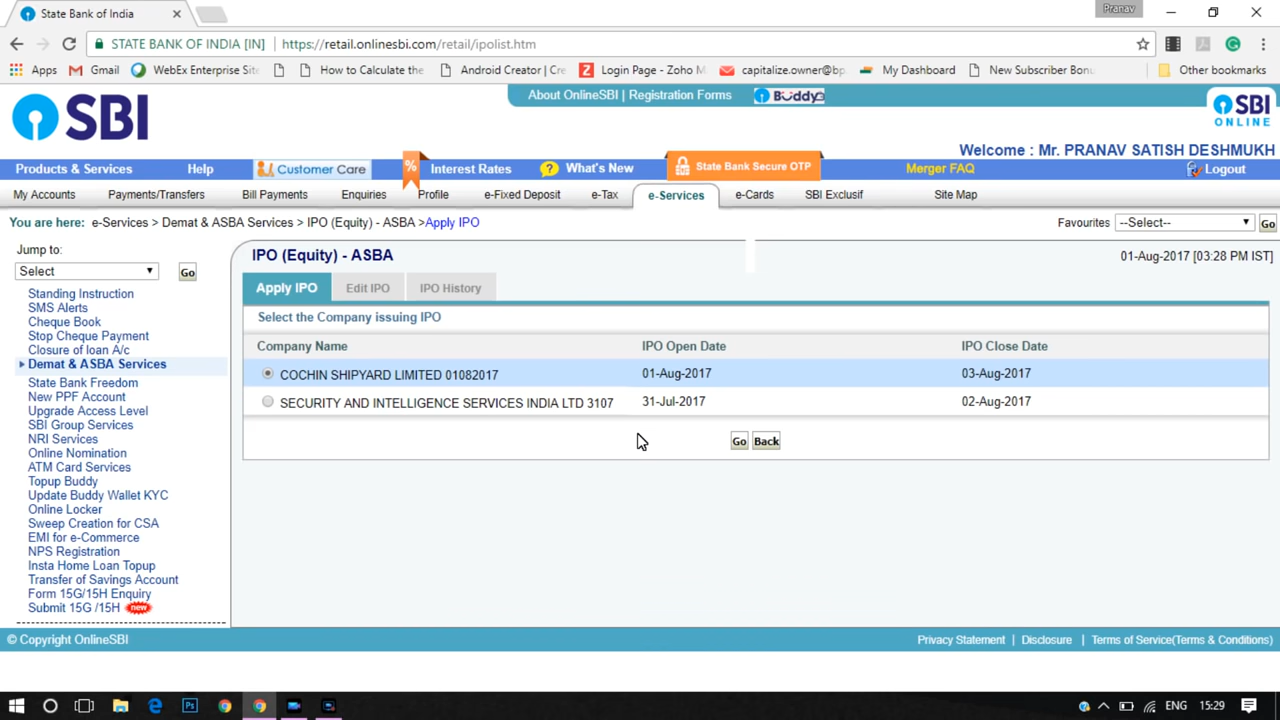 State Bank of India
Pranav
STATE BANK OF INDIA [IN]
https://retail.onlinesbi.com/retail/ipolist.htm
Apps
Gmail
WebEx Enterprise Sit
How to Calculate the
Android Creator | Cre
Login Page - Zoho M
capitalize.owner@bp
My Dashboard
New Subscriber Bonu
Other bookmarks
SBI
About OnlineSBI | Registration Forms
Buddy
SBI
ONLINE
Welcome : Mr. PRANAV SATISH DESHMUKH
Products & Services
Help
Customer Care
%
Interest Rates
What's New
State Bank Secure OTP
Merger FAQ
Logout
My Accounts
Payments/Transfers
Bill Payments
Enquiries
Profile
e-Fixed Deposit
e-Tax
e-Services
e-Cards
SBI Exclusif
Site Map
You are here: e-Services > Demat & ASBA Services > IPO (Equity) - ASBA >Apply IPO
Favourites
--Select--
Go
Jump to:
Select
Go
Standing Instruction
SMS Alerts
Cheque Book
Stop Cheque Payment
Closure of loan A/c
Demat & ASBA Services
State Bank Freedom
New PPF Account
Upgrade Access Level
SBI Group Services
NRI Services
Online Nomination
ATM Card Services
Topup Buddy
Update Buddy Wallet KYC
Online Locker
Sweep Creation for CSA
EMI for e-Commerce
NPS Registration
Insta Home Loan Topup
Transfer of Savings Account
Form 15G/15H Enquiry
Submit 15G /15H new
IPO (Equity) - ASBA
01-Aug-2017 [03:28 PM IST]
Apply IPO
Edit IPO
IPO History
Select the Company issuing IPO
Company Name
IPO Open Date
IPO Close Date
COCHIN SHIPYARD LIMITED 01082017
01-Aug-2017
03-Aug-2017
SECURITY AND INTELLIGENCE SERVICES INDIA LTD 3107
31-Jul-2017
02-Aug-2017
Go
Back
© Copyright OnlineSBI
Privacy Statement | Disclosure | Terms of Service(Terms & Conditions)
Ps
ENG
15:29